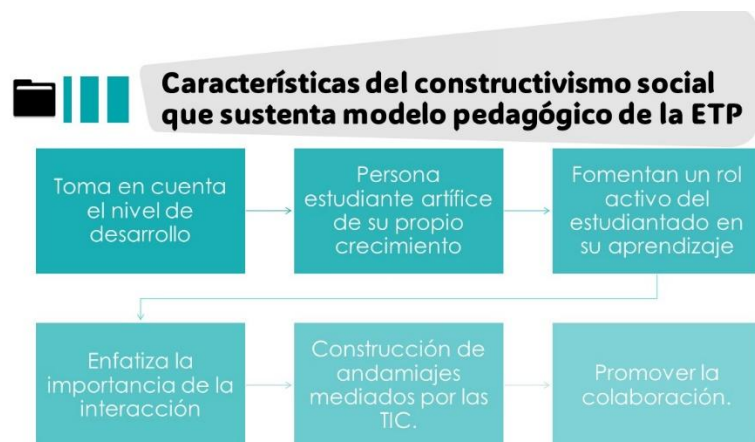 Características del constructivismo social
que sustenta modelo pedagógico de la ETP
Toma en cuenta
el nivel de
desarrollo
Persona
estudiante artífice
de su propio
crecimiento
Fomentan un rol
activo del
estudiantado en
su aprendizaje
Enfatiza la
importancia de la
interacción
Construcción de
andamiajes
mediados por las
TIC.
Promover la
colaboración.